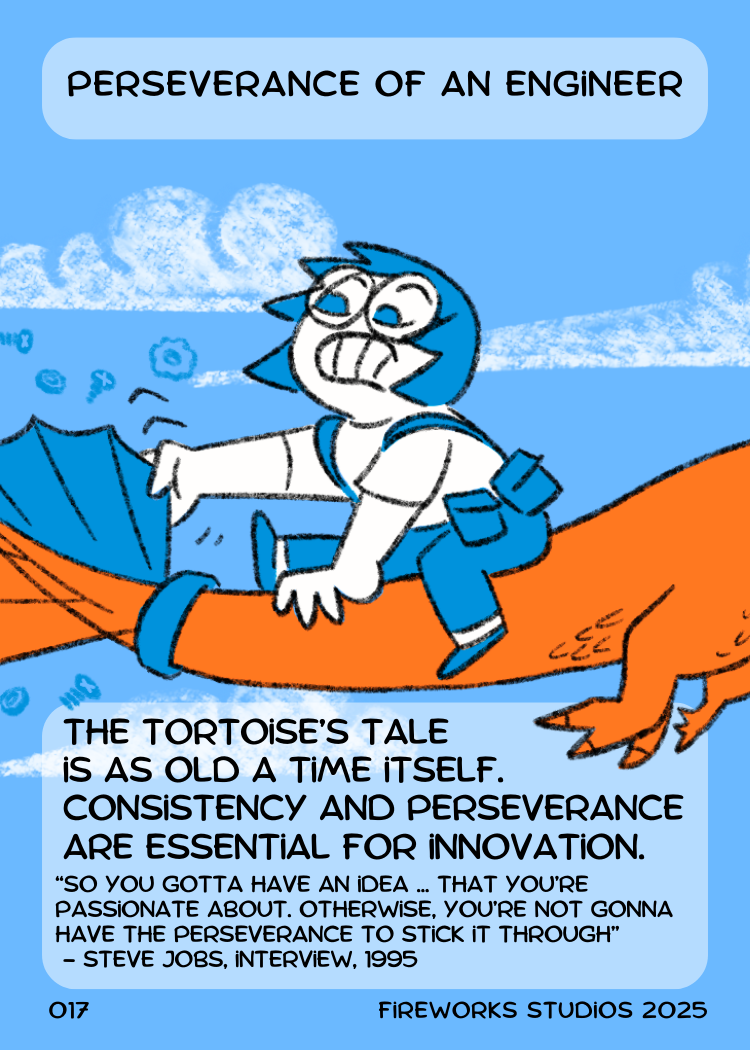 PERSEVERANCE OF AN ENGINEER
THE TORTOISE'S TALE
IS AS OLD A TIME ITSELF.
CONSISTENCY AND PERSEVERANCE
ARE ESSENTIAL FOR INNOVATION.
"SO YOU GOTTA HAVE AN IDEA ... THAT YOU'RE
PASSIONATE ABOUT. OTHERWISE, YOU'RE NOT GONNA
HAVE THE PERSEVERANCE TO STICK IT THROUGH"
– STEVE JOBS, INTERVIEW, 1995
017
FIREWORKS STUDIOS 2025